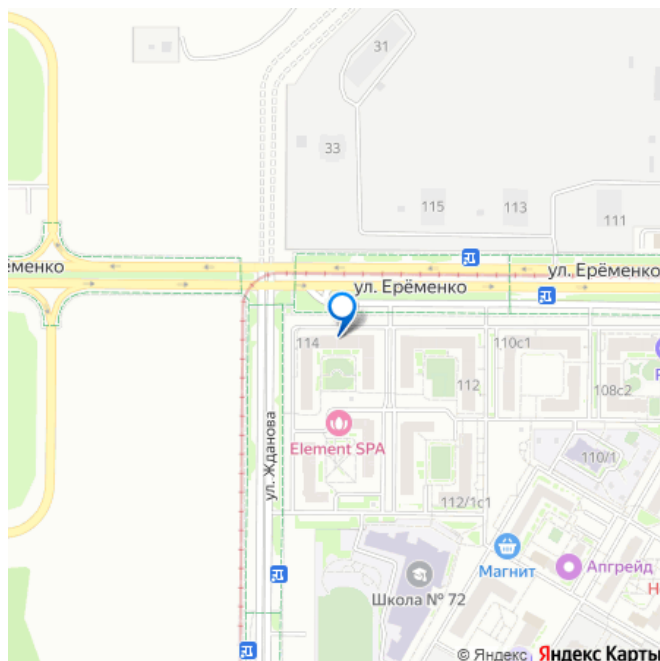 31
33
115
113
111
ул. Ерёменко
еменко
ул. Ерёменко
114
110с1
112
108с2
Element SPA
ул. Жданова
110/1
112/1с1
Магнит
Апгрейд
Школа № 72
© Яндекс Яндекс Карты